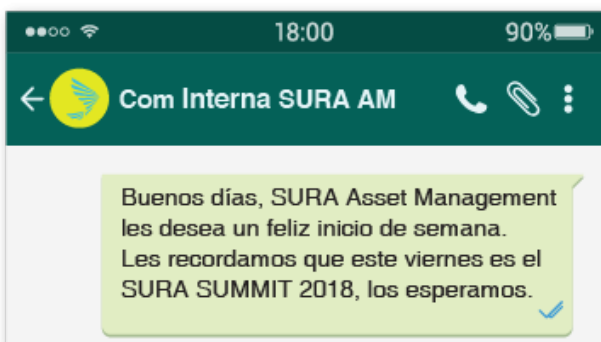 18:00
90%
Com Interna SURA AM
Buenos días, SURA Asset Management
les desea un feliz inicio de semana.
Les recordamos que este viernes es el
SURA SUMMIT 2018, los esperamos.